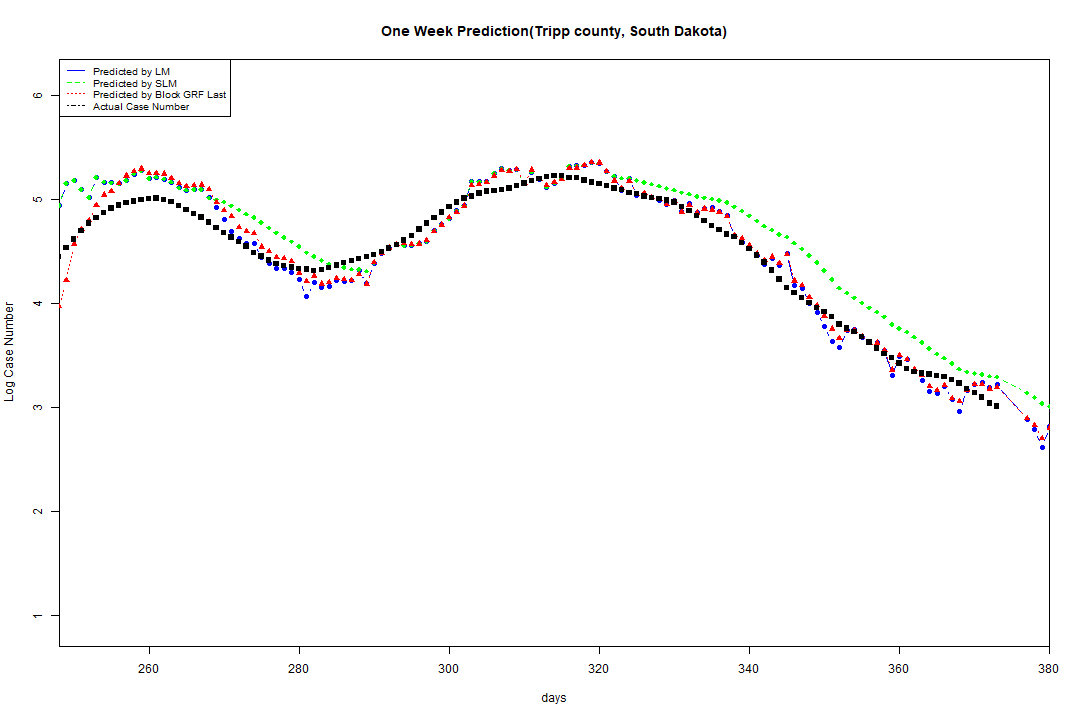 One Week Prediction(Tripp county, South Dakota)
Predicted by LM
Predicted by SLM
Predicted by Block GRF Last
Actual Case Number
6
5
4
3
2
1
Log Case Number
260
280
300
320
340
360
380
days